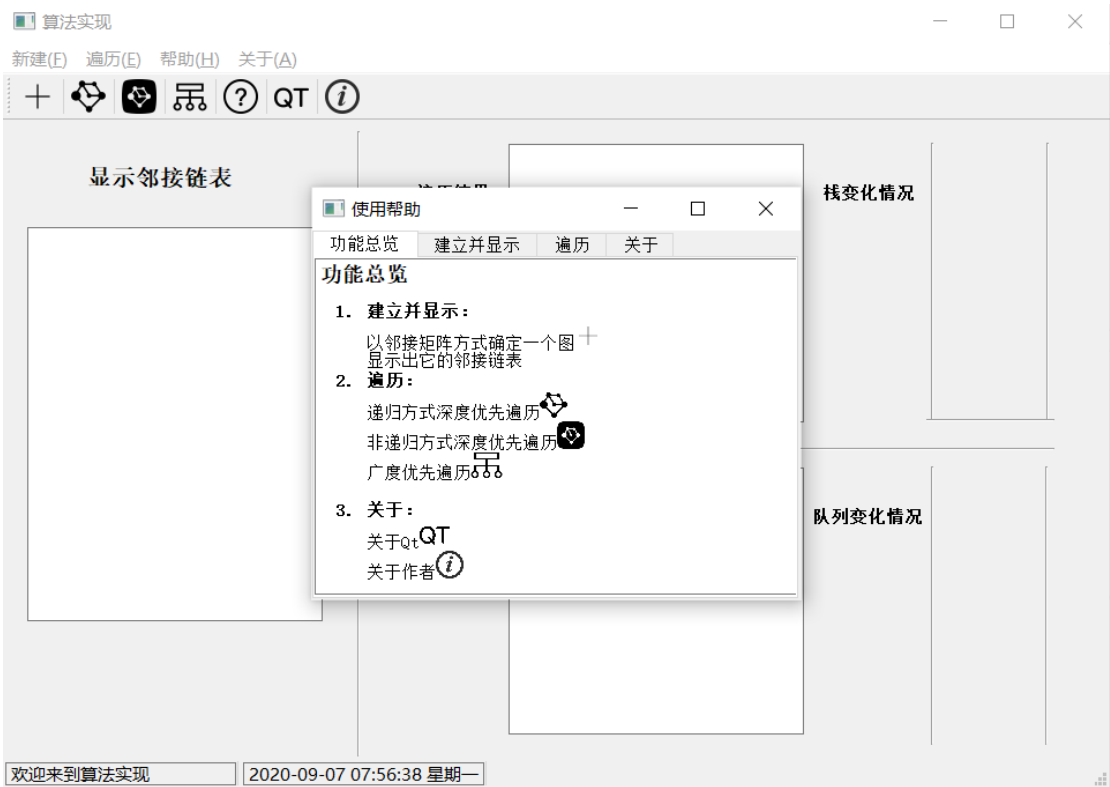 算法实现
新建(F) 遍历(E) 帮助(H) 关于(A)
QT
显示邻接链表
栈变化情况
使用帮助
功能总览 建立并显示 遍历 关于
功能总览
1. 建立并显示:
以邻接矩阵方式确定一个图
显示出它的邻接链表
2. 遍历:
递归方式深度优先遍历
非递归方式深度优先遍历
广度优先遍历
3. 关于:
关于Qt QT
关于作者
队列变化情况
欢迎来到算法实现 2020-09-07 07:56:38 星期一